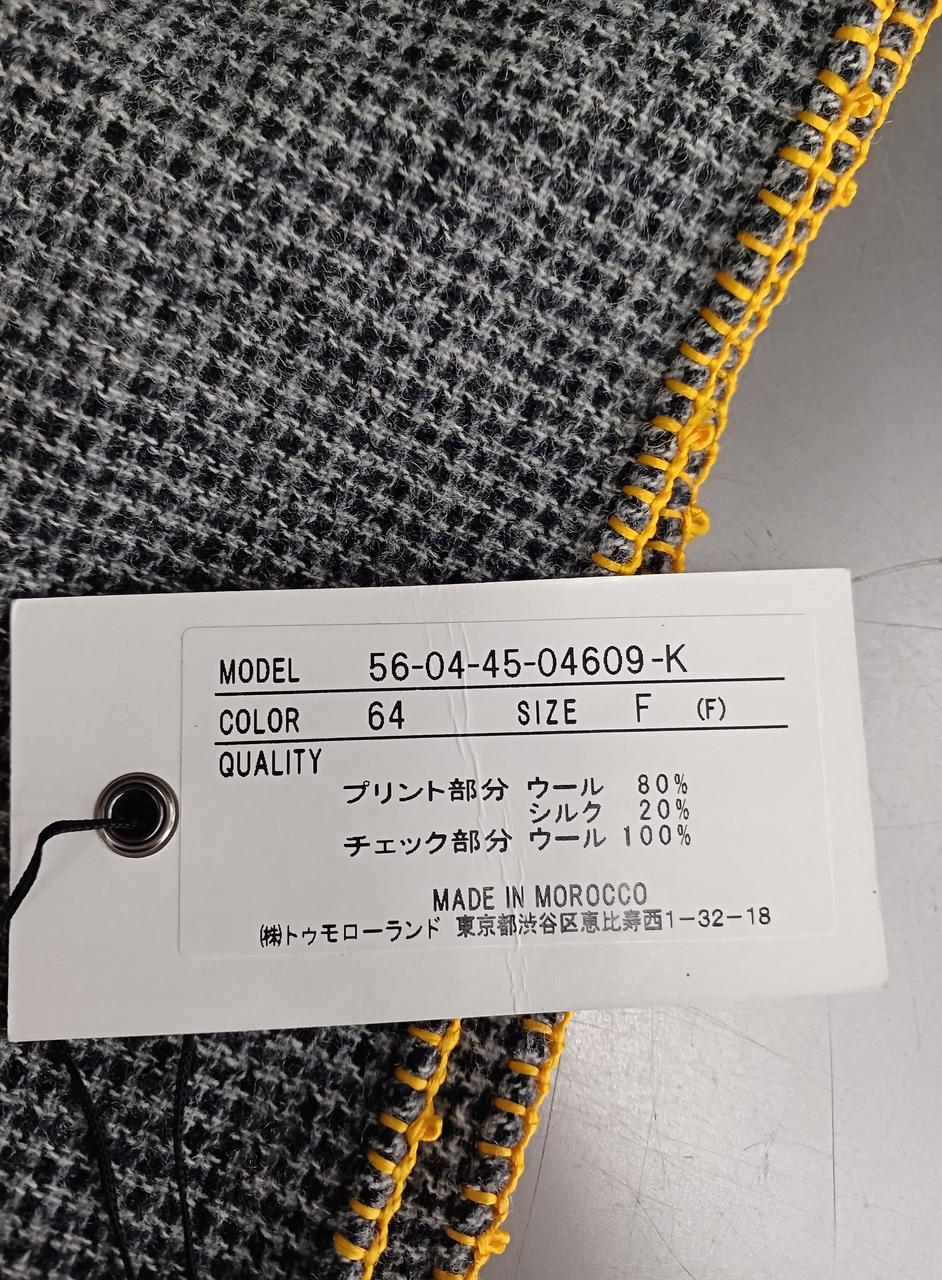 MODEL 56-04-45-04609-K
COLOR 64 SIZE F (F)
QUALITY
プリント部分 ウール 80%
シルク 20%
チェック部分 ウール 100%
MADE IN MOROCCO
㈱トゥモローランド 東京都渋谷区恵比寿西1-32-18